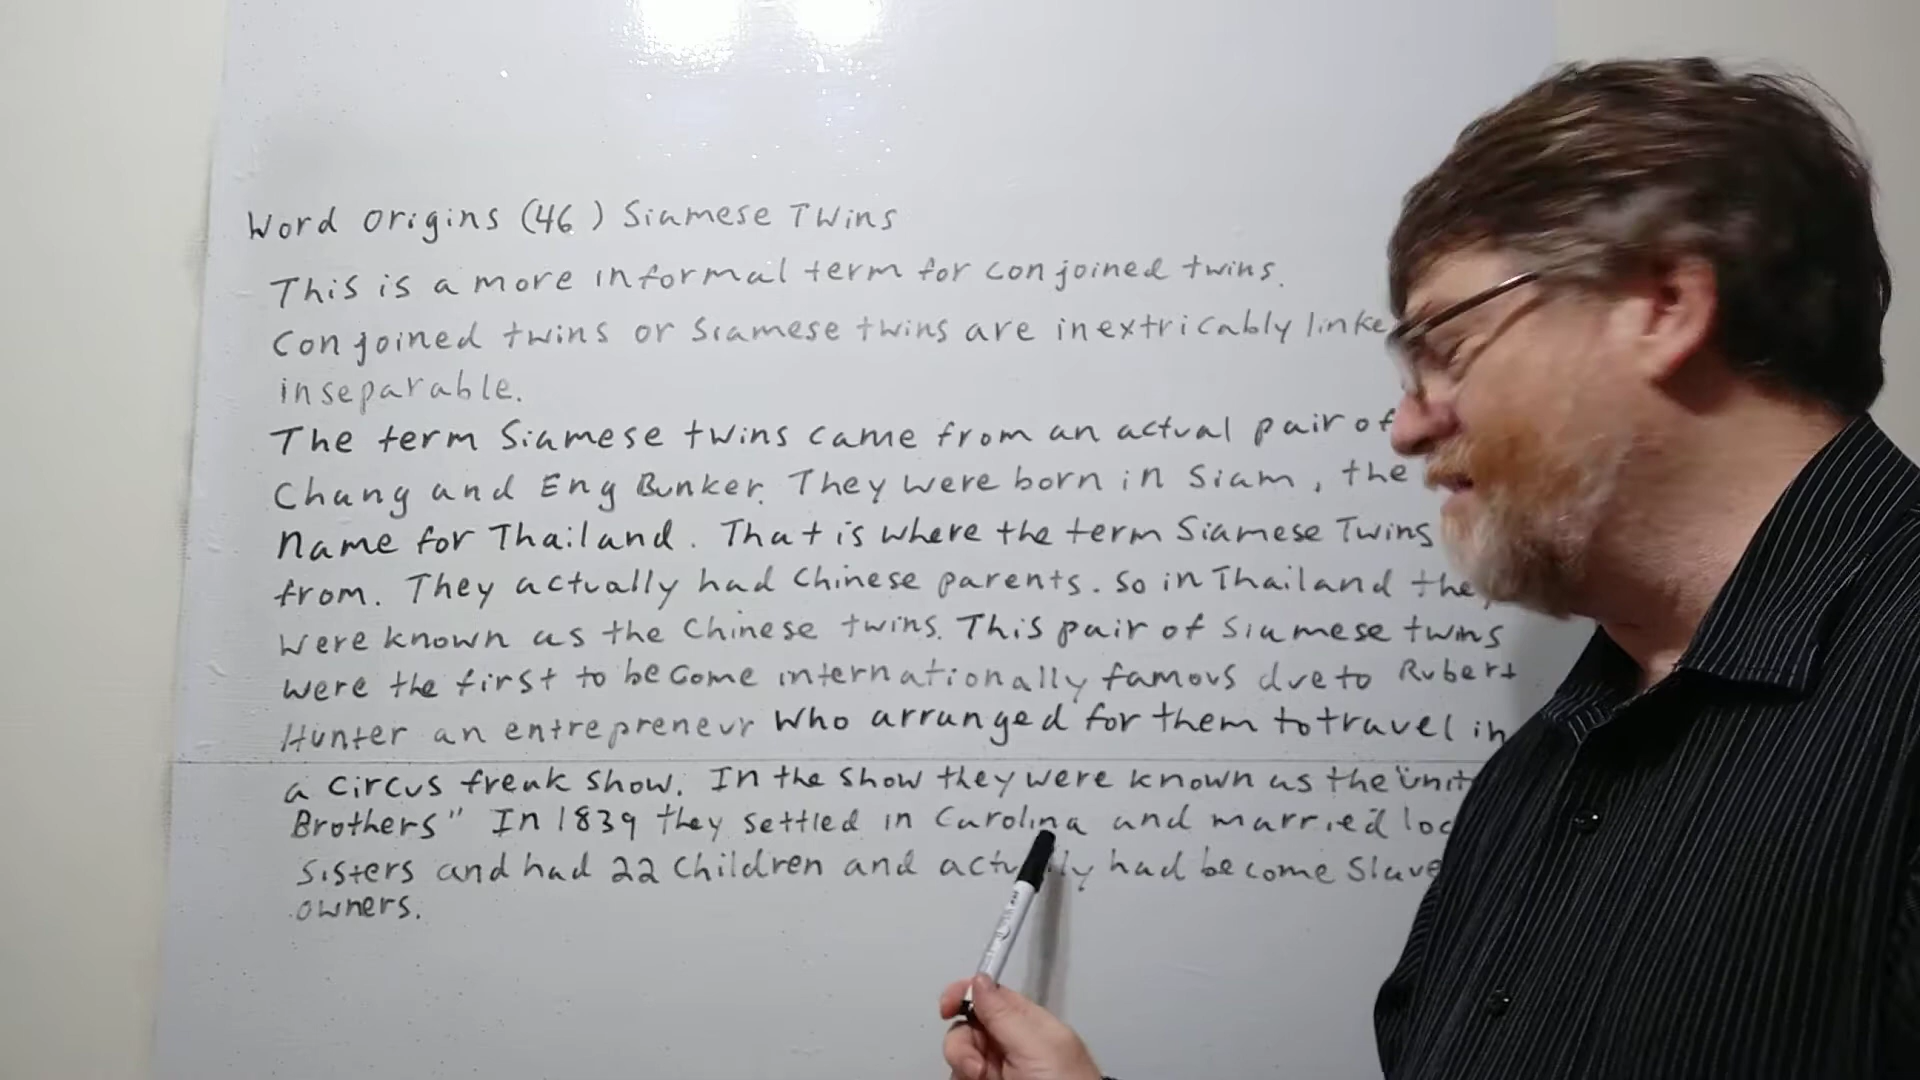 Word Origins (46) Siamese Twins
This is a more informal term for conjoined twins.
Conjoined twins or Siamese twins are inextricably linke
inseparable.
The term Siamese twins came from an actual pair of
Chang and Eng Bunker. They were born in Siam, the
Name for Thailand. That is where the term Siamese Twins
from. They actually had Chinese parents. So in Thailand the
were known as the Chinese twins. This pair of Siamese twins
were the first to become internationally famous due to Robert
Hunter an entrepreneur who arranged for them to travel in
a circus freak show. In the show they were known as the "Unit
Brothers" In 1839 they settled in Carolina and married loc
sisters and had 22 children and actually had become Slave
owners.